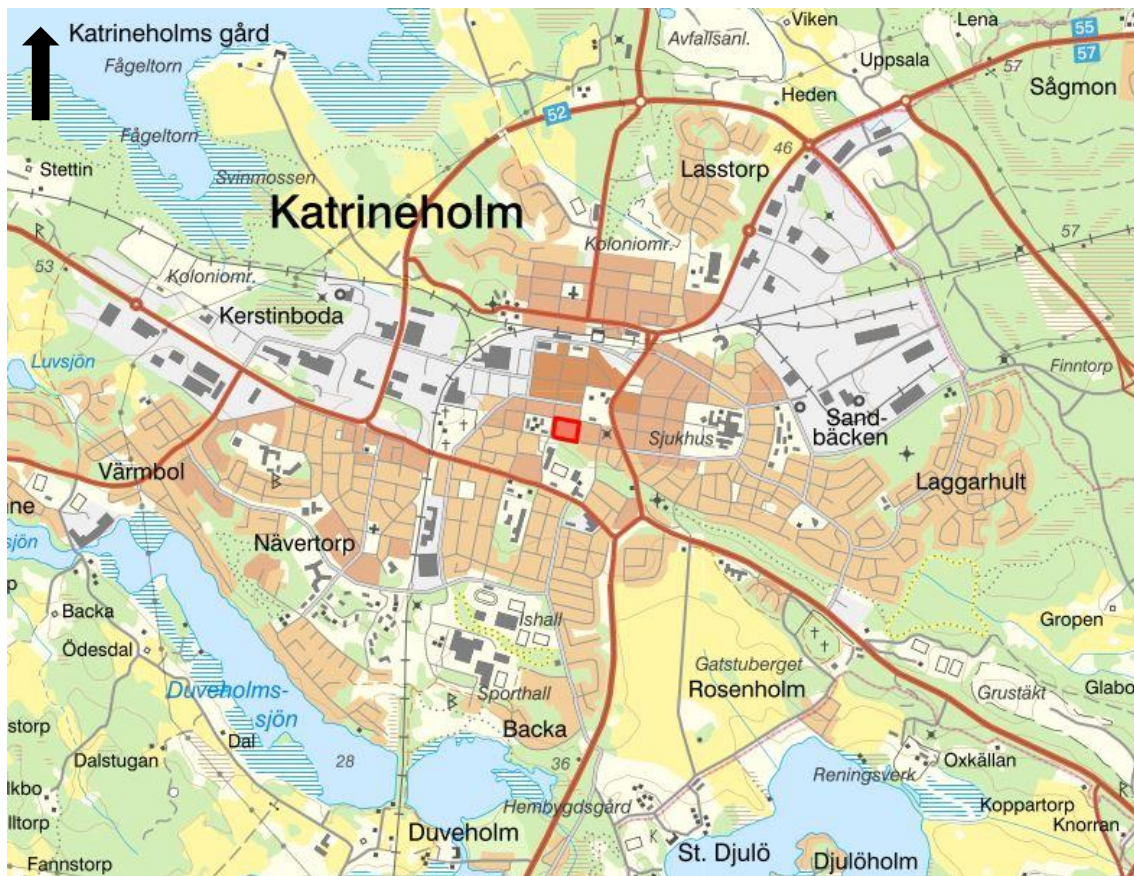 Katrineholms gård
Fågeltorn
Viken
Lena
Avfallsanl.
Uppsala
55
57
57
Sågmon
Heden
52
Fågeltorn
Stettin
Svinmossen
46
Lasstorp
Katrineholm
Koloniomr.
57
53
Koloniomr.
Kerstinboda
Luvsjön
Finntorp
Sand-
bäcken
Sjukhus
Värmbol
Laggarhult
ne
sjön
Nävertorp
Backa
Ishall
Gropen
Ödesdal
Gatstuberget
Duveholms-
sjön
Rosenholm
Grustäkt
Glabo
Sporthall
storp
Dal
Backa
Dalstugan
28
36
Oxkällan
Reningsverk
lkbo
Hembygdsgård
Koppartorp
lltorp
Knorran
Duveholm
St. Djulö
Djulöholm
Fannstorp